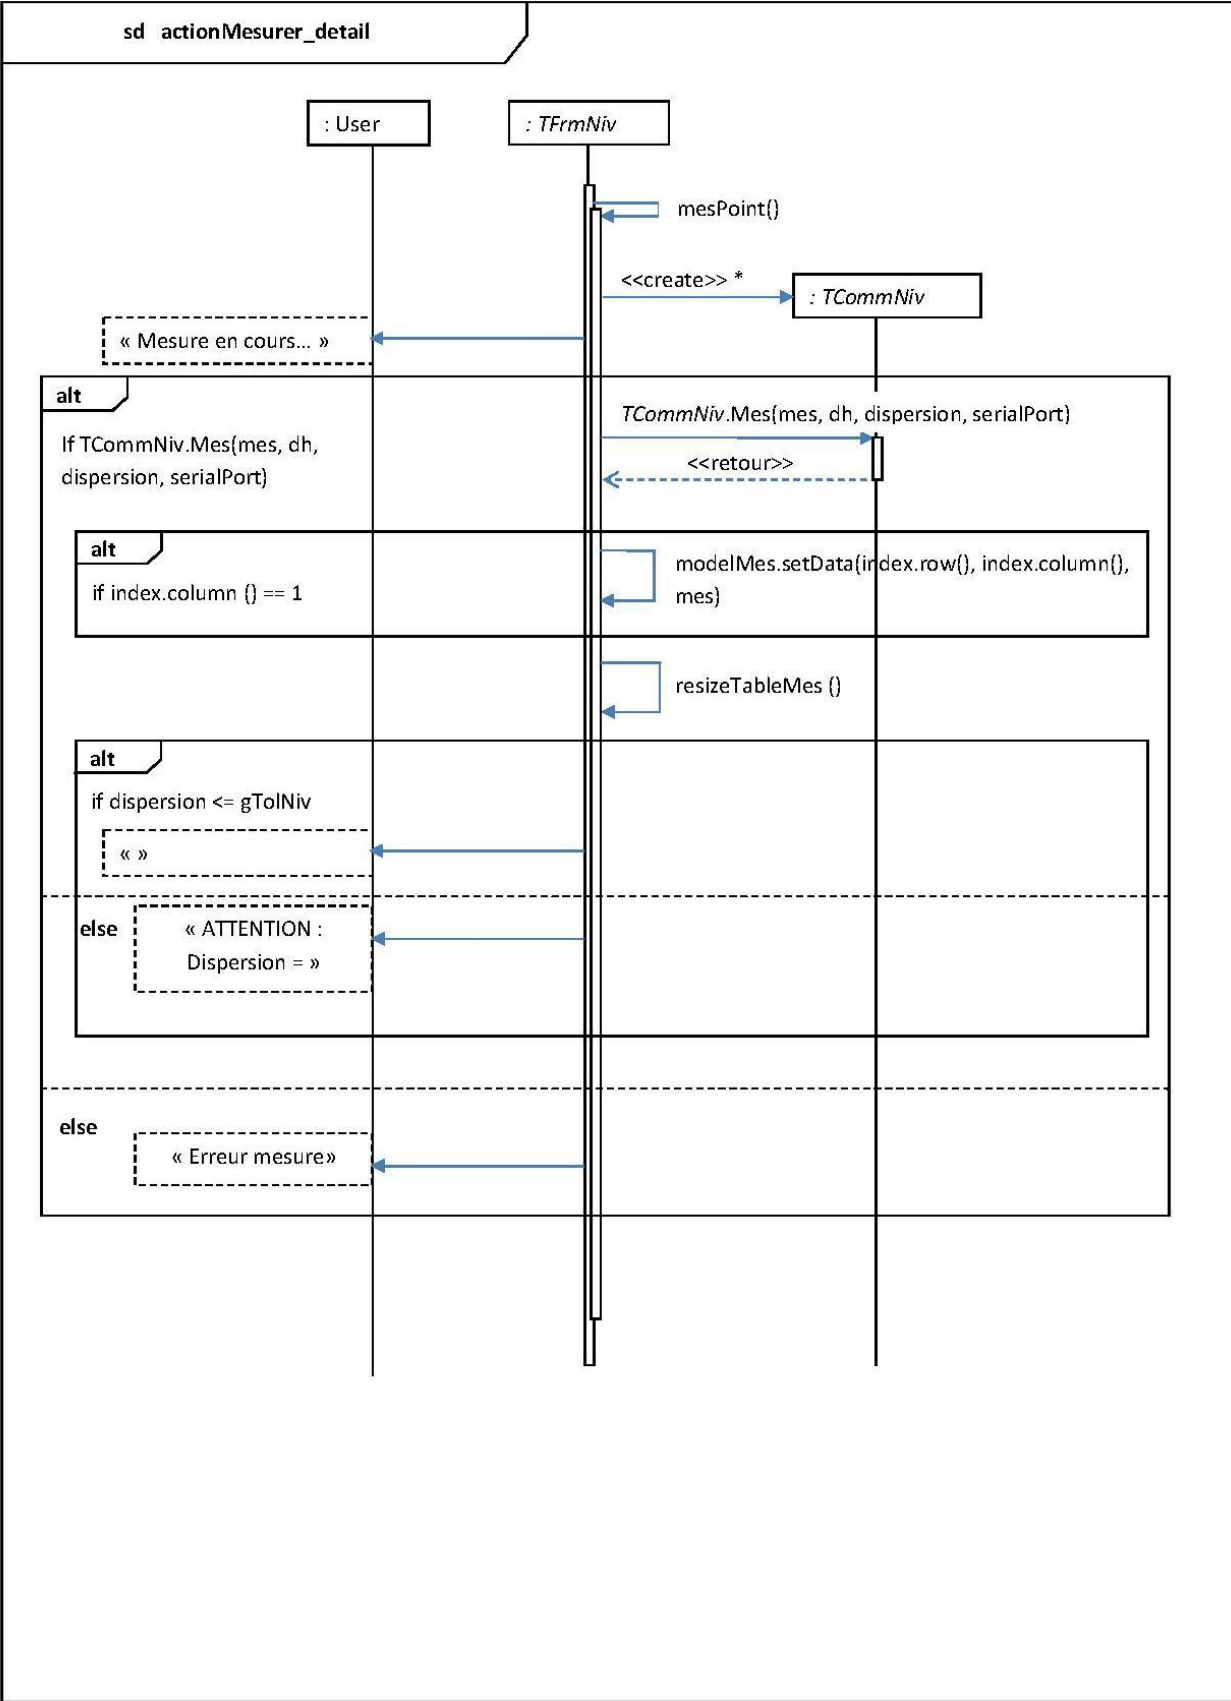 sd actionMesurer_detail
: User
: TFrmNiv
mesPoint()
<<create>> *
: TCommNiv
« Mesure en cours... »
alt
TCommNiv.Mes(mes, dh, dispersion, serialPort)
If TCommNiv.Mes(mes, dh,
dispersion, serialPort)
<<retour>>
alt
modelMes.setData(index.row(), index.column(),
mes)
if index.column () == 1
resizeTableMes ()
alt
if dispersion <= gTolNiv
« »
else
« ATTENTION :
Dispersion = »
else
« Erreur mesure»